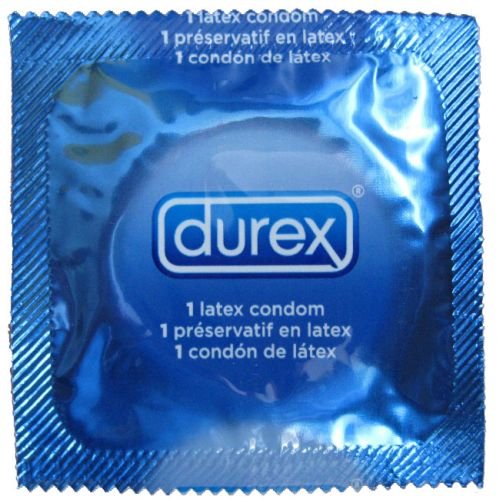 1 latex condom
1 préservatif en latex
1 condón de látex
durex®
1 latex condom
1 préservatif en latex
1 condón de látex